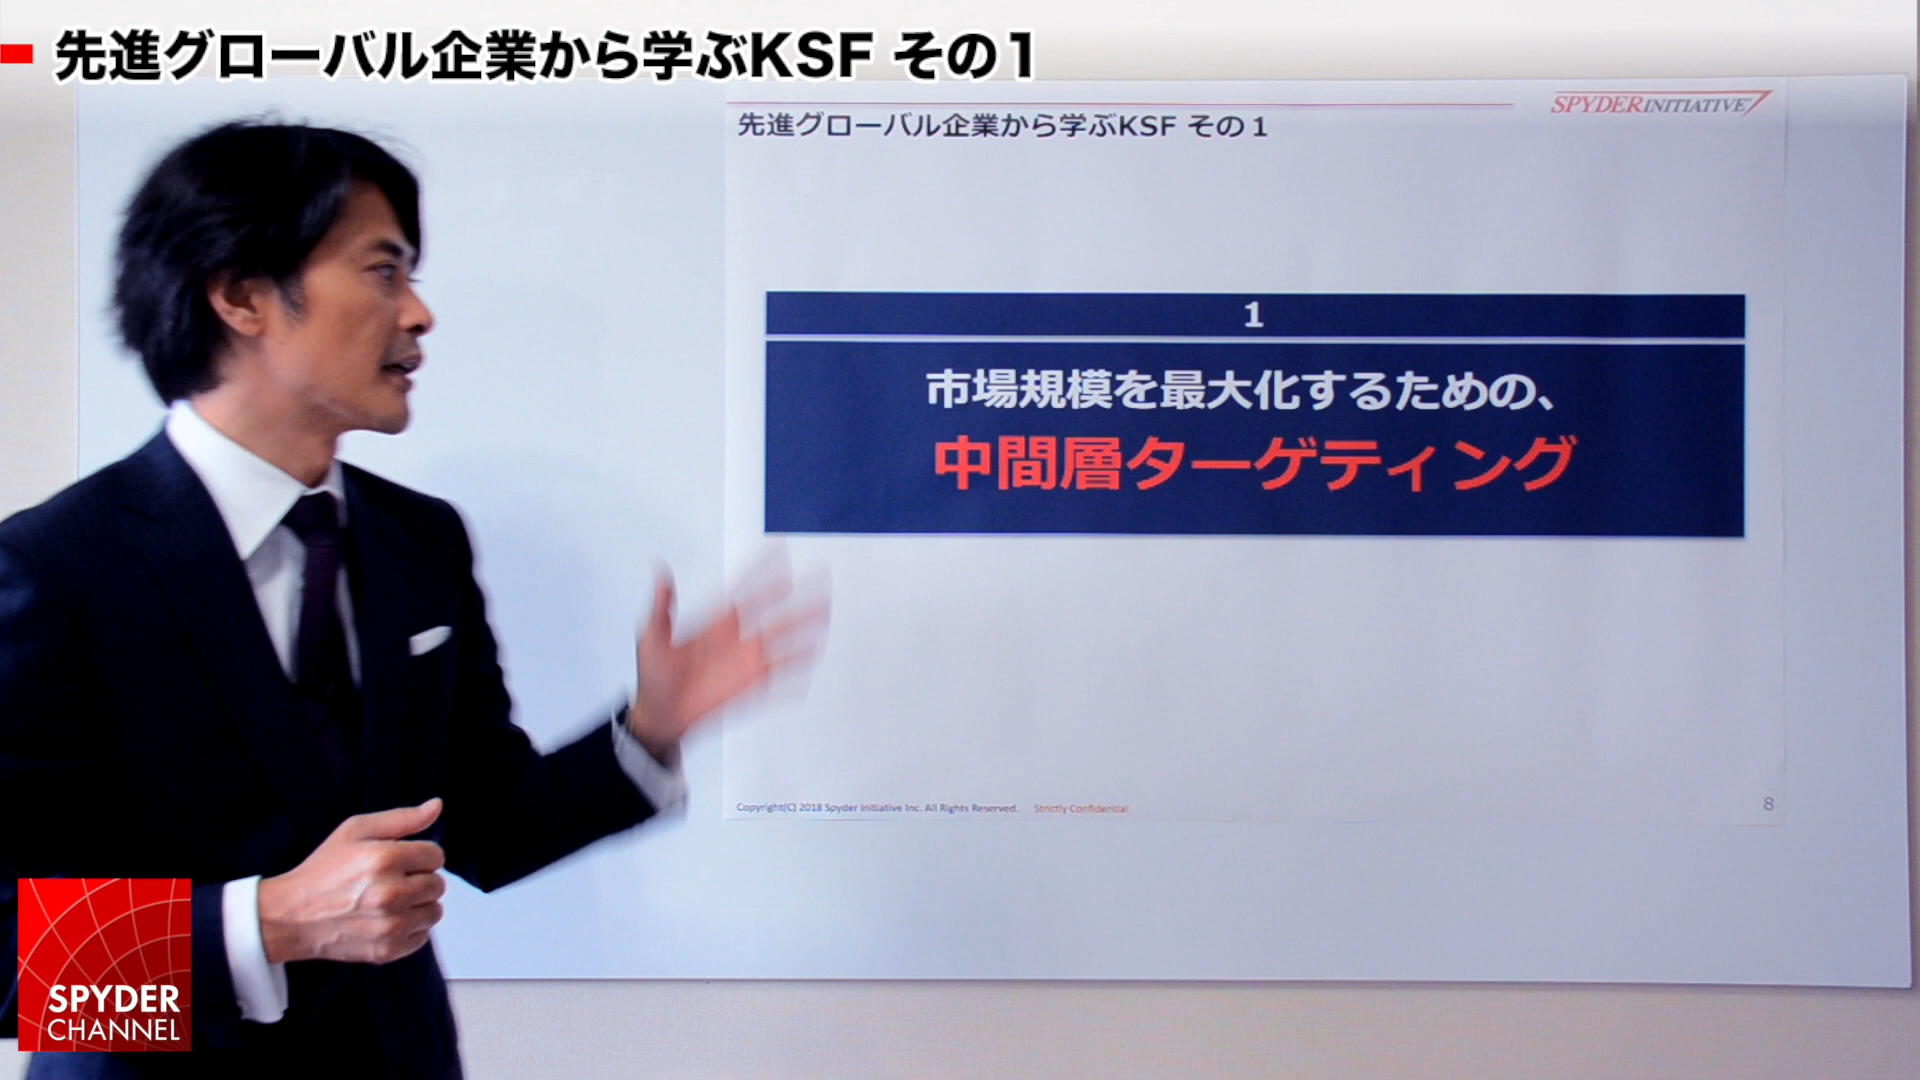 先進グローバル企業から学ぶKSF その1
SPYDER INITIATIVE
先進グローバル企業から学ぶKSF その1
1
市場規模を最大化するための、
中間層ターゲティング
Copyright(C) 2018 Spyder Initiative Inc. All Rights Reserved. Strictly Confidential
8
SPYDER
CHANNEL